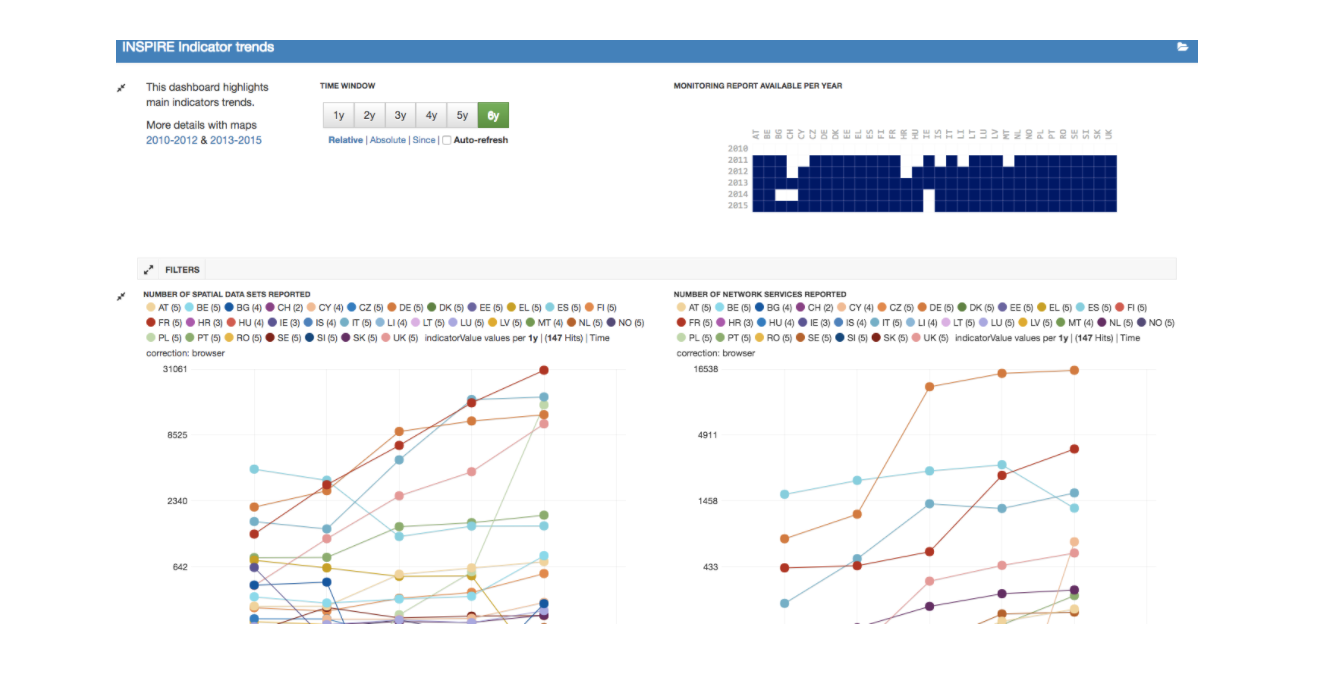 INSPIRE Indicator trends
This dashboard highlights
main indicators trends.
More details with maps
2010-2012 & 2013-2015
TIME WINDOW
1y 2y 3y 4y 5y 6y
Relative | Absolute | Since | Auto-refresh
MONITORING REPORT AVAILABLE PER YEAR
AT BE BG CH CY CZ DE DK EE EL ES FI FR HR HU IE IS IT LI LT LU LV MT NL NO PL PT RO SE SI SK UK
2010
2011
2012
2013
2014
2015
FILTERS
NUMBER OF SPATIAL DATA SETS REPORTED
AT (5) BE (5) BG (4) CH (2) CY (4) CZ (5) DE (5) DK (5) EE (5) EL (5) ES (5) FI (5)
FR (5) HR (3) HU (4) IE (3) IS (4) IT (5) LI (4) LT (5) LU (5) LV (5) MT (4) NL (5) NO (5)
PL (5) PT (5) RO (5) SE (5) SI (5) SK (5) UK (5) indicatorValue values per 1y | (147 Hits) | Time
correction: browser
31061
8525
2340
642
NUMBER OF NETWORK SERVICES REPORTED
AT (5) BE (5) BG (4) CH (2) CY (4) CZ (5) DE (5) DK (5) EE (5) EL (5) ES (5) FI (5)
FR (5) HR (3) HU (4) IE (3) IS (4) IT (5) LI (4) LT (5) LU (5) LV (5) MT (4) NL (5) NO (5)
PL (5) PT (5) RO (5) SE (5) SI (5) SK (5) UK (5) indicatorValue values per 1y | (147 Hits) | Time
correction: browser
16538
4911
1458
433